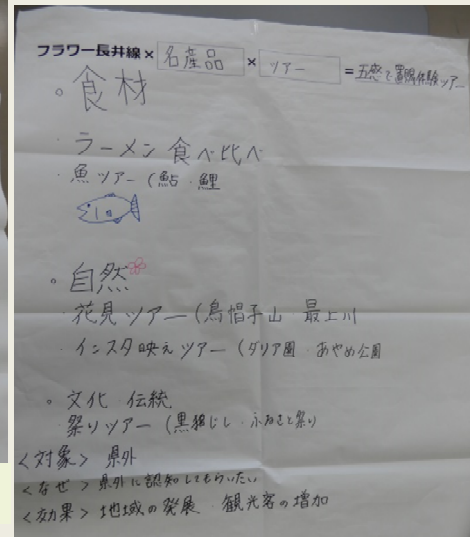 フラワー長井線× 名産品 × ツアー =五感で置賜体験ツアー
。食材
・ラーメン 食べ比べ
・魚ツアー(鮎・鯉
。自然
・花見ツアー(烏帽子山 最上川
・インスタ映えツアー(ダリア園・あやめ公園
。文化・伝統
祭りツアー(黒獅じし・ふるさと祭り
<対象> 県外
<なぜ> 県外に認知してもらいたい
<効果> 地域の発展・観光客の増加